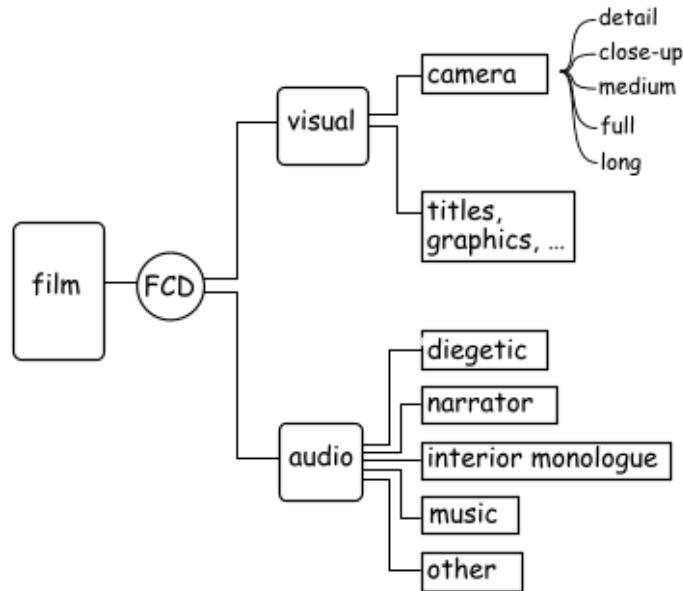 film
FCD
visual
camera
detail
close-up
medium
full
long
titles,
graphics, ...
audio
diegetic
narrator
interior monologue
music
other